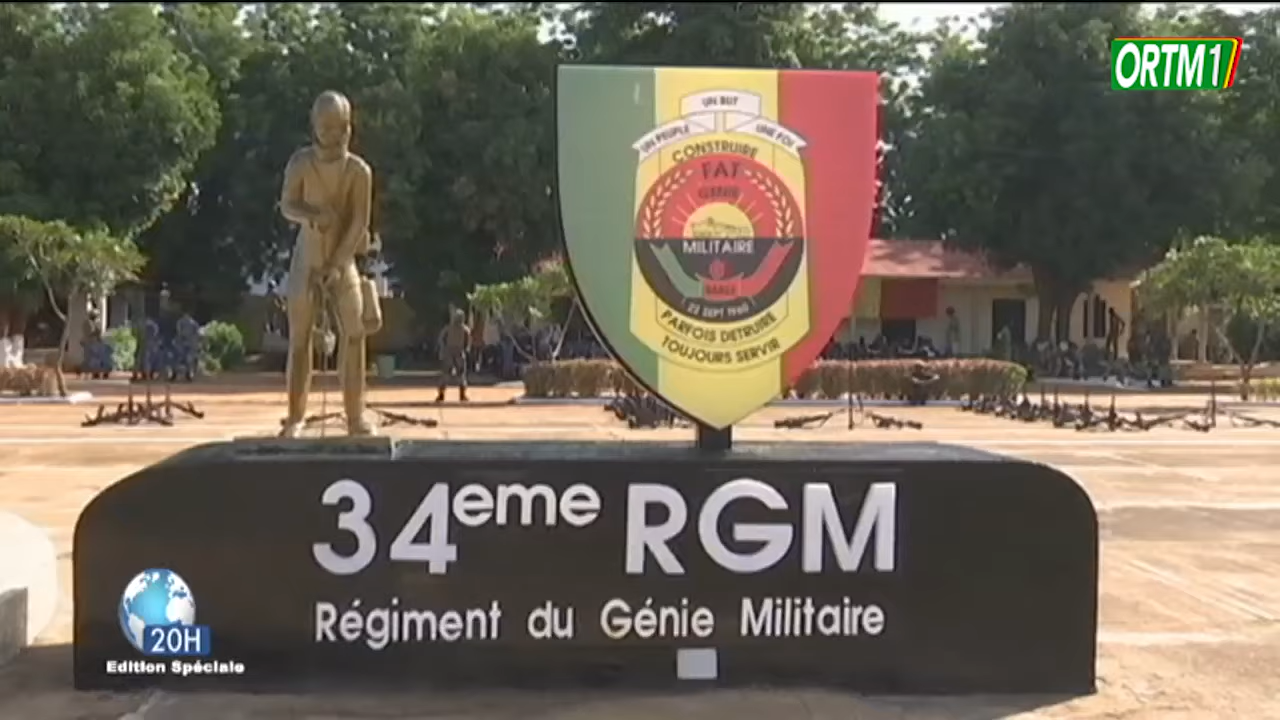 ORTM1
UN BUT
UN PEUPLE
UNE FOI
CONSTRUIRE
FAT
GENIE
MILITAIRE
MALI
22 SEPT 1960
PARFOIS DETRUIRE
TOUJOURS SERVIR
34eme RGM
Régiment du Génie Militaire
20H
Edition Spéciale